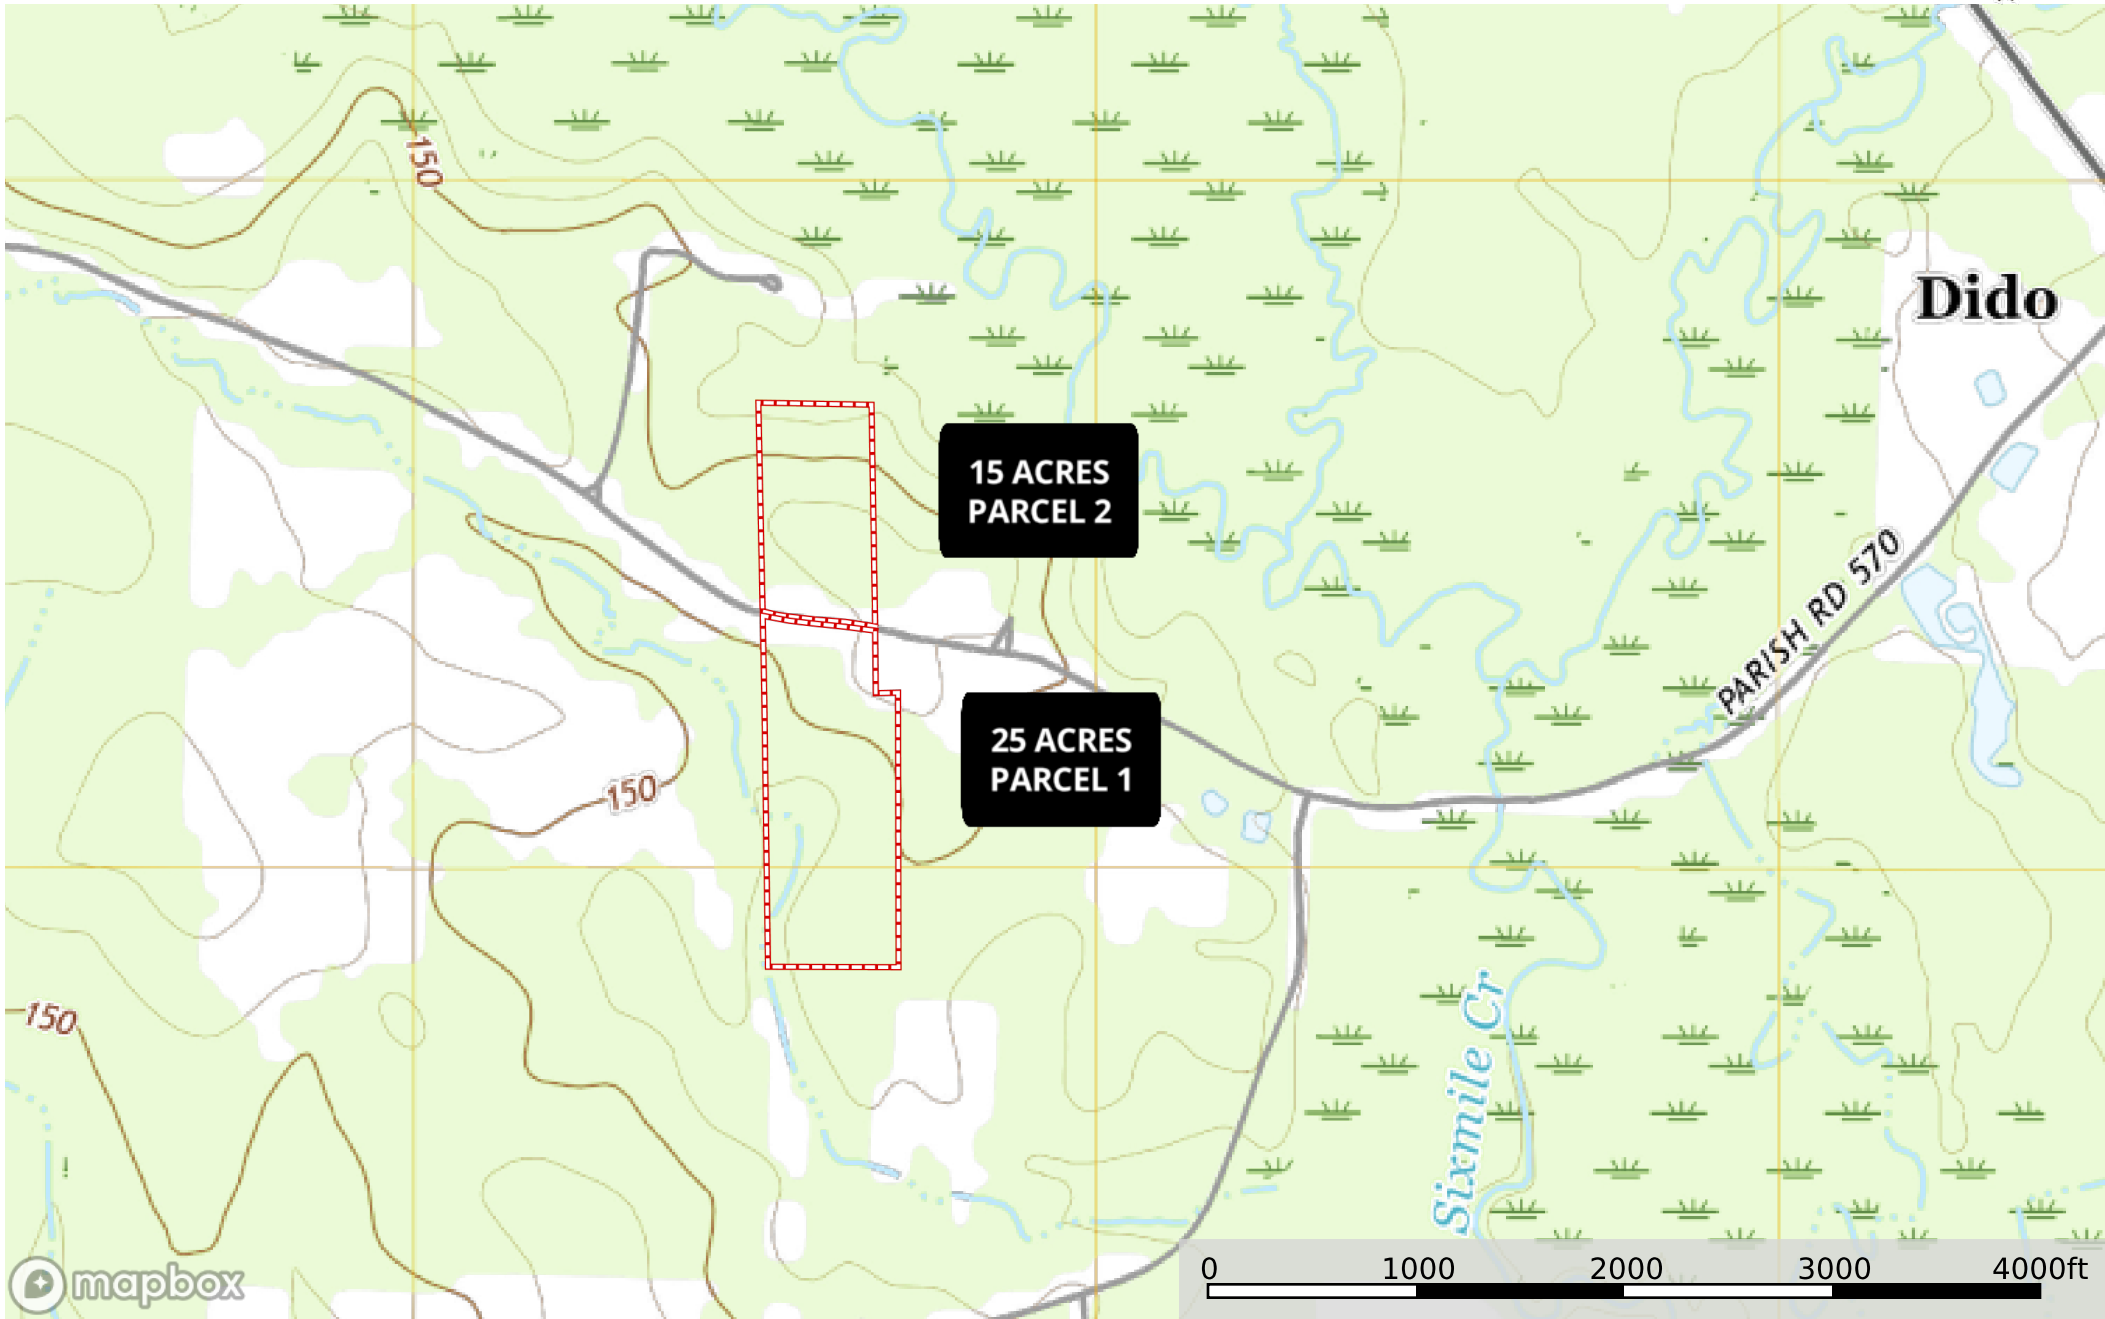 150
Dido
15 ACRES
PARCEL 2
PARISH RD 570
25 ACRES
PARCEL 1
150
150
Sixmile Cr
mapbox
0 1000 2000 3000 4000ft